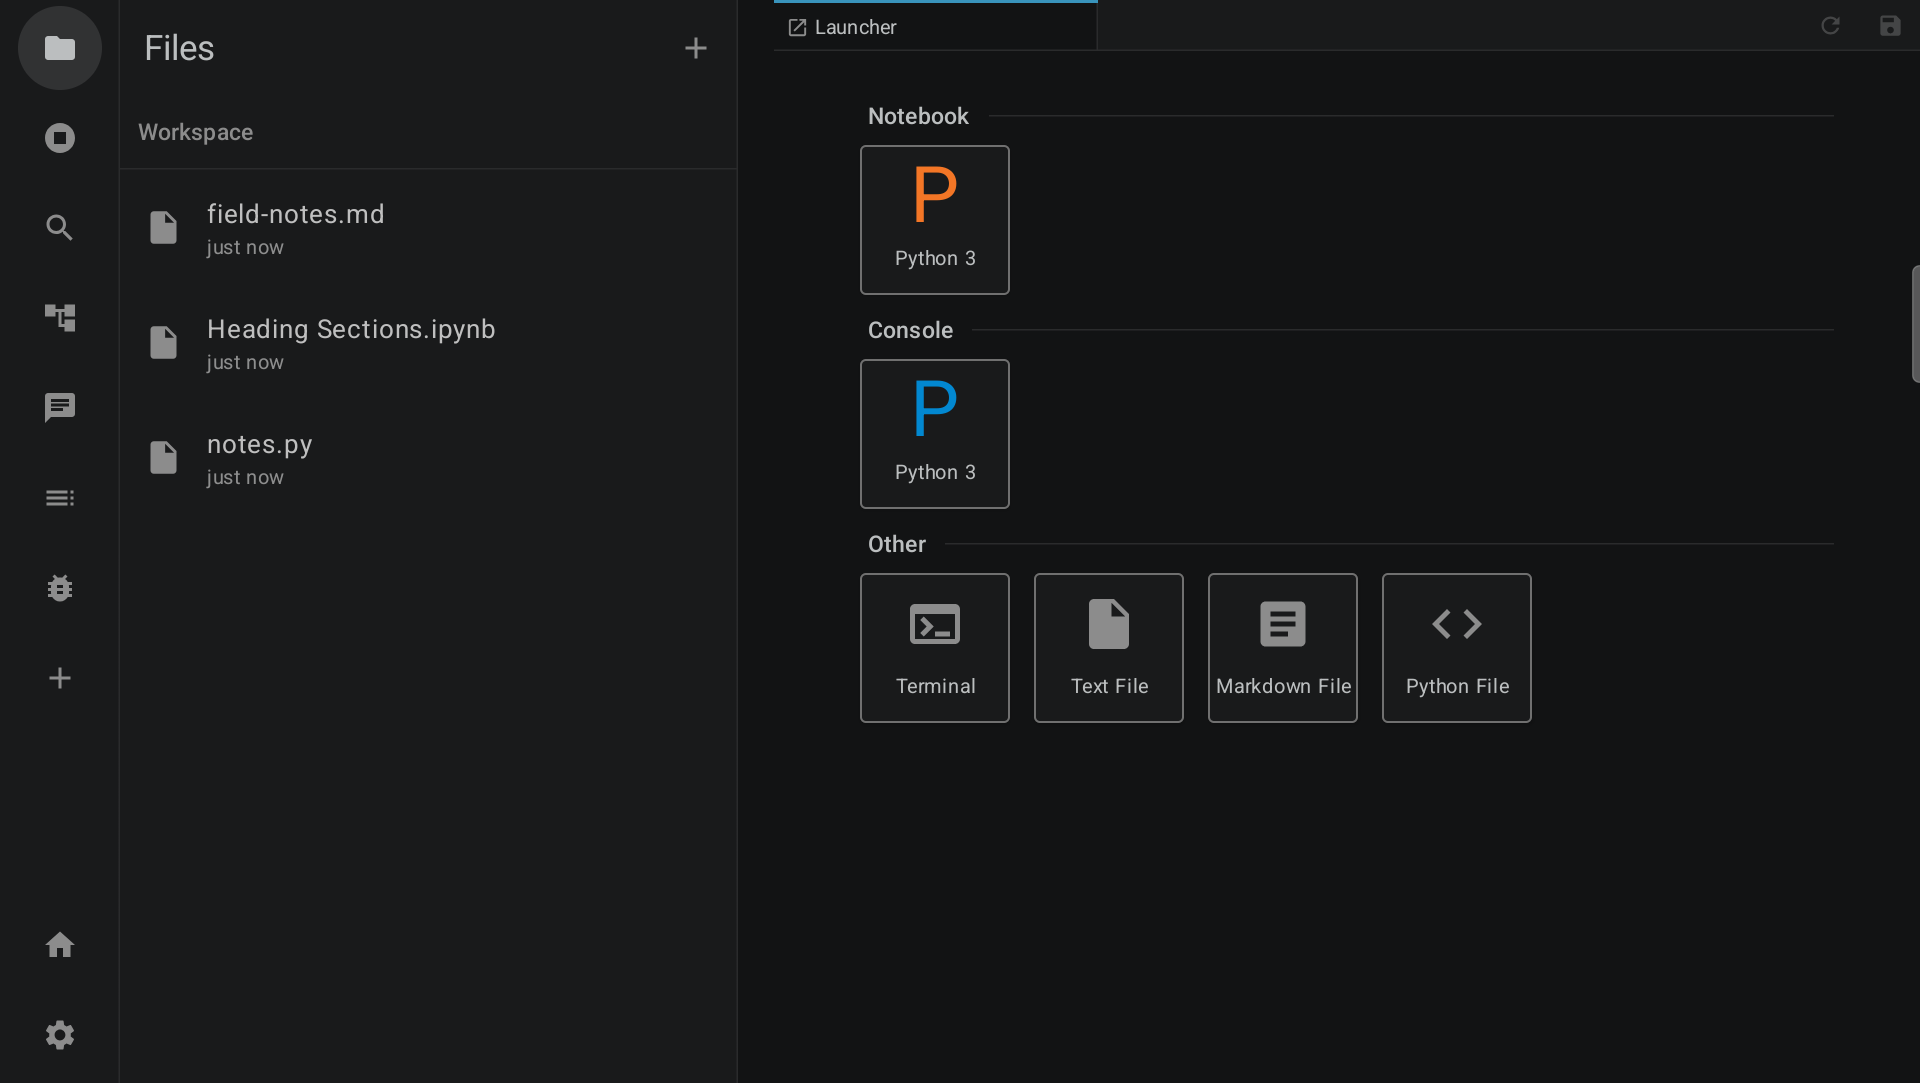 Files
Workspace
field-notes.md
just now
Heading Sections.ipynb
just now
notes.py
just now
Launcher
Notebook
P
Python 3
Console
P
Python 3
Other
Terminal
Text File
Markdown File
Python File